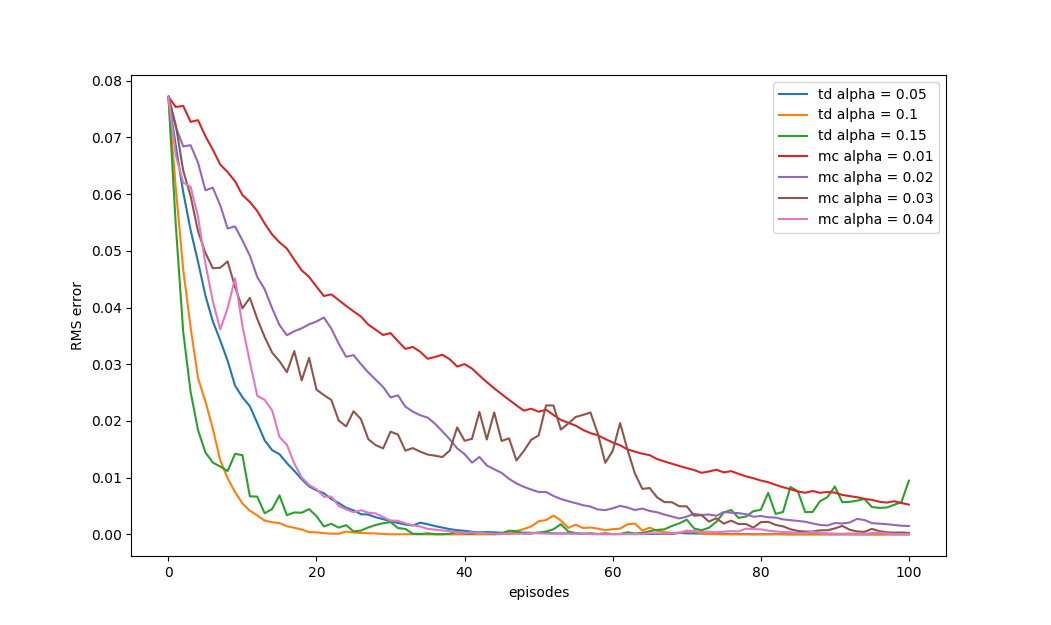 0.08
0.07
0.06
0.05
0.04
0.03
0.02
0.01
0.00
RMS error
0 20 40 60 80 100
episodes
td alpha = 0.05
td alpha = 0.1
td alpha = 0.15
mc alpha = 0.01
mc alpha = 0.02
mc alpha = 0.03
mc alpha = 0.04